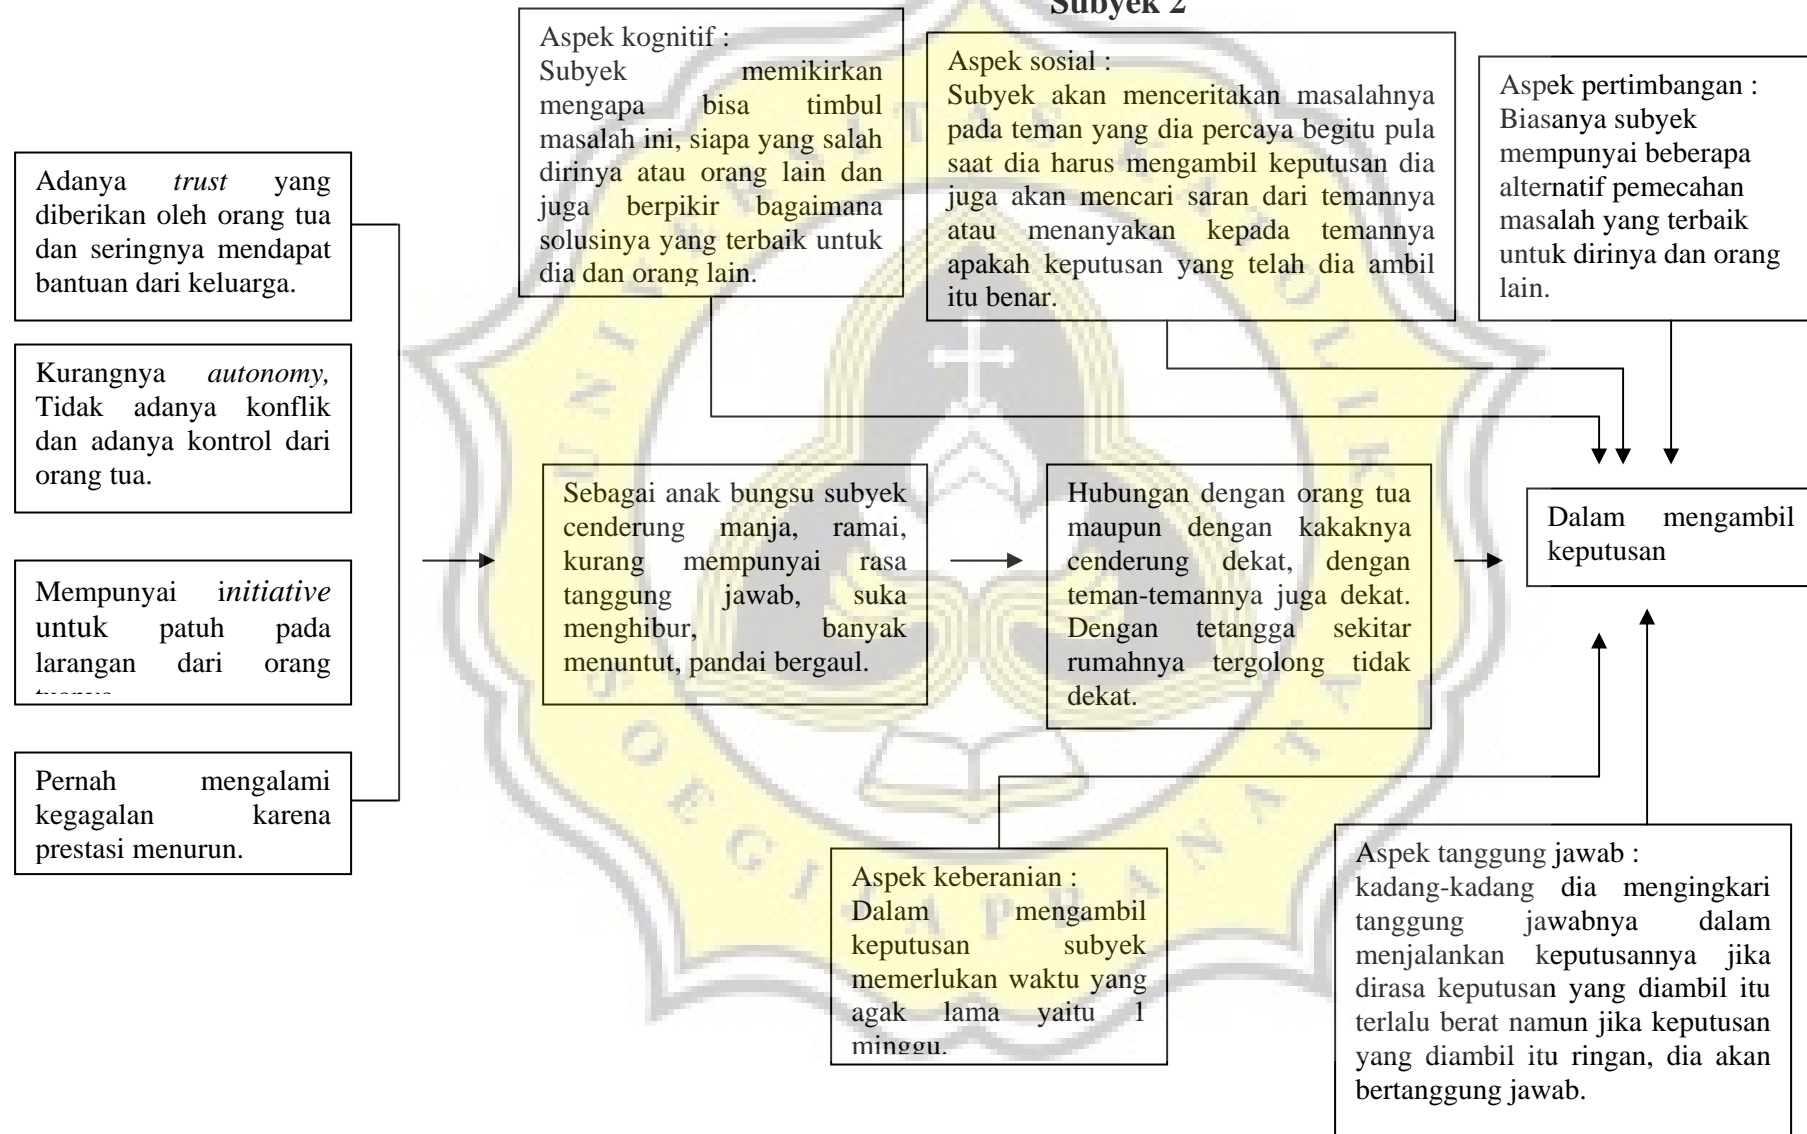 Subyek 2
Aspek kognitif :
Subyek memikirkan
mengapa bisa timbul
masalah ini, siapa yang salah
dirinya atau orang lain dan
juga berpikir bagaimana
solusinya yang terbaik untuk
dia dan orang lain.
Aspek sosial :
Subyek akan menceritakan masalahnya
pada teman yang dia percaya begitu pula
saat dia harus mengambil keputusan dia
juga akan mencari saran dari temannya
atau menanyakan kepada temannya
apakah keputusan yang telah dia ambil
itu benar.
Aspek pertimbangan :
Biasanya subyek
mempunyai beberapa
alternatif pemecahan
masalah yang terbaik
untuk dirinya dan orang
lain.
Adanya trust yang
diberikan oleh orang tua
dan seringnya mendapat
bantuan dari keluarga.
Kurangnya autonomy,
Tidak adanya konflik
dan adanya kontrol dari
orang tua.
Mempunyai initiative
untuk patuh pada
larangan dari orang
Pernah mengalami
kegagalan karena
prestasi menurun.
Sebagai anak bungsu subyek
cenderung manja, ramai,
kurang mempunyai rasa
tanggung jawab, suka
menghibur, banyak
menuntut, pandai bergaul.
Hubungan dengan orang tua
maupun dengan kakaknya
cenderung dekat, dengan
teman-temannya juga dekat.
Dengan tetangga sekitar
rumahnya tergolong tidak
dekat.
Dalam mengambil
keputusan
Aspek keberanian :
Dalam mengambil
keputusan subyek
memerlukan waktu yang
agak lama yaitu 1
minggu.
Aspek tanggung jawab :
kadang-kadang dia mengingkari
tanggung jawabnya dalam
menjalankan keputusannya jika
dirasa keputusan yang diambil itu
terlalu berat namun jika keputusan
yang diambil itu ringan, dia akan
bertanggung jawab.
UNIVERSITAS KATOLIK
SOEGIJAPRANATA